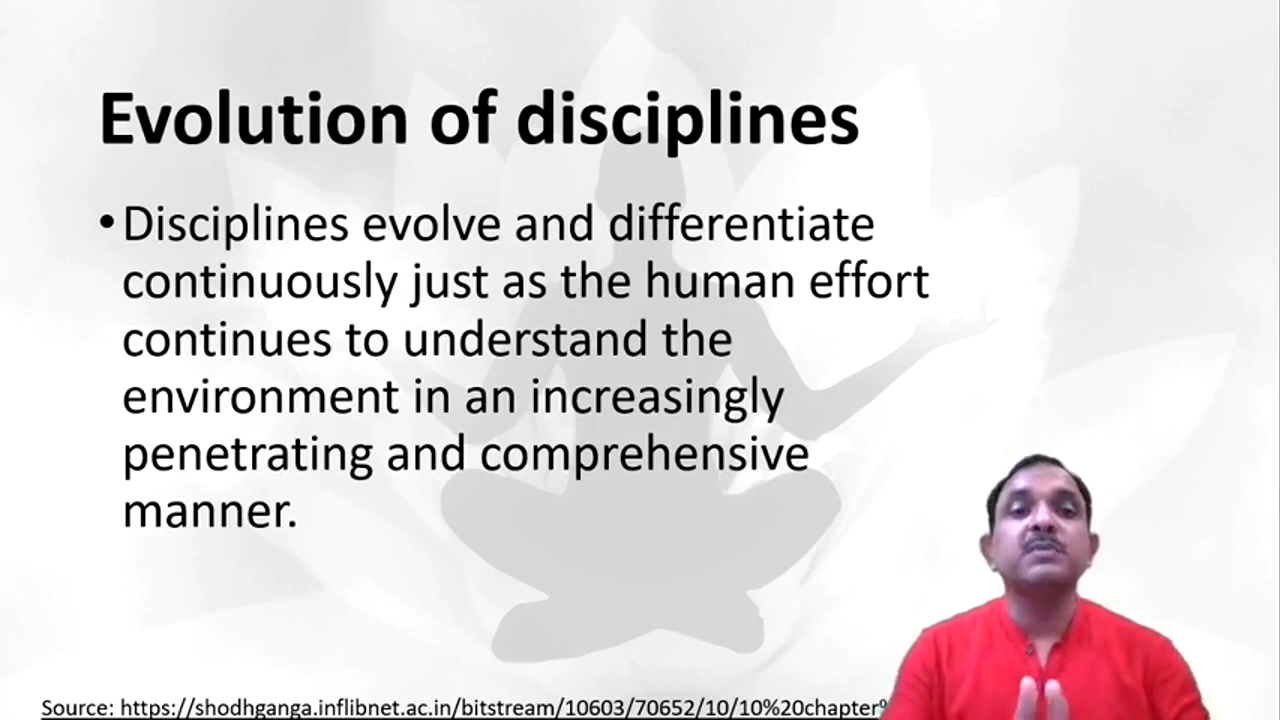 Evolution of disciplines
•Disciplines evolve and differentiate
continuously just as the human effort
continues to understand the
environment in an increasingly
penetrating and comprehensive
manner.
Source: https://shodhganga.inflibnet.ac.in/bitstream/10603/70652/10/10%20chapter%